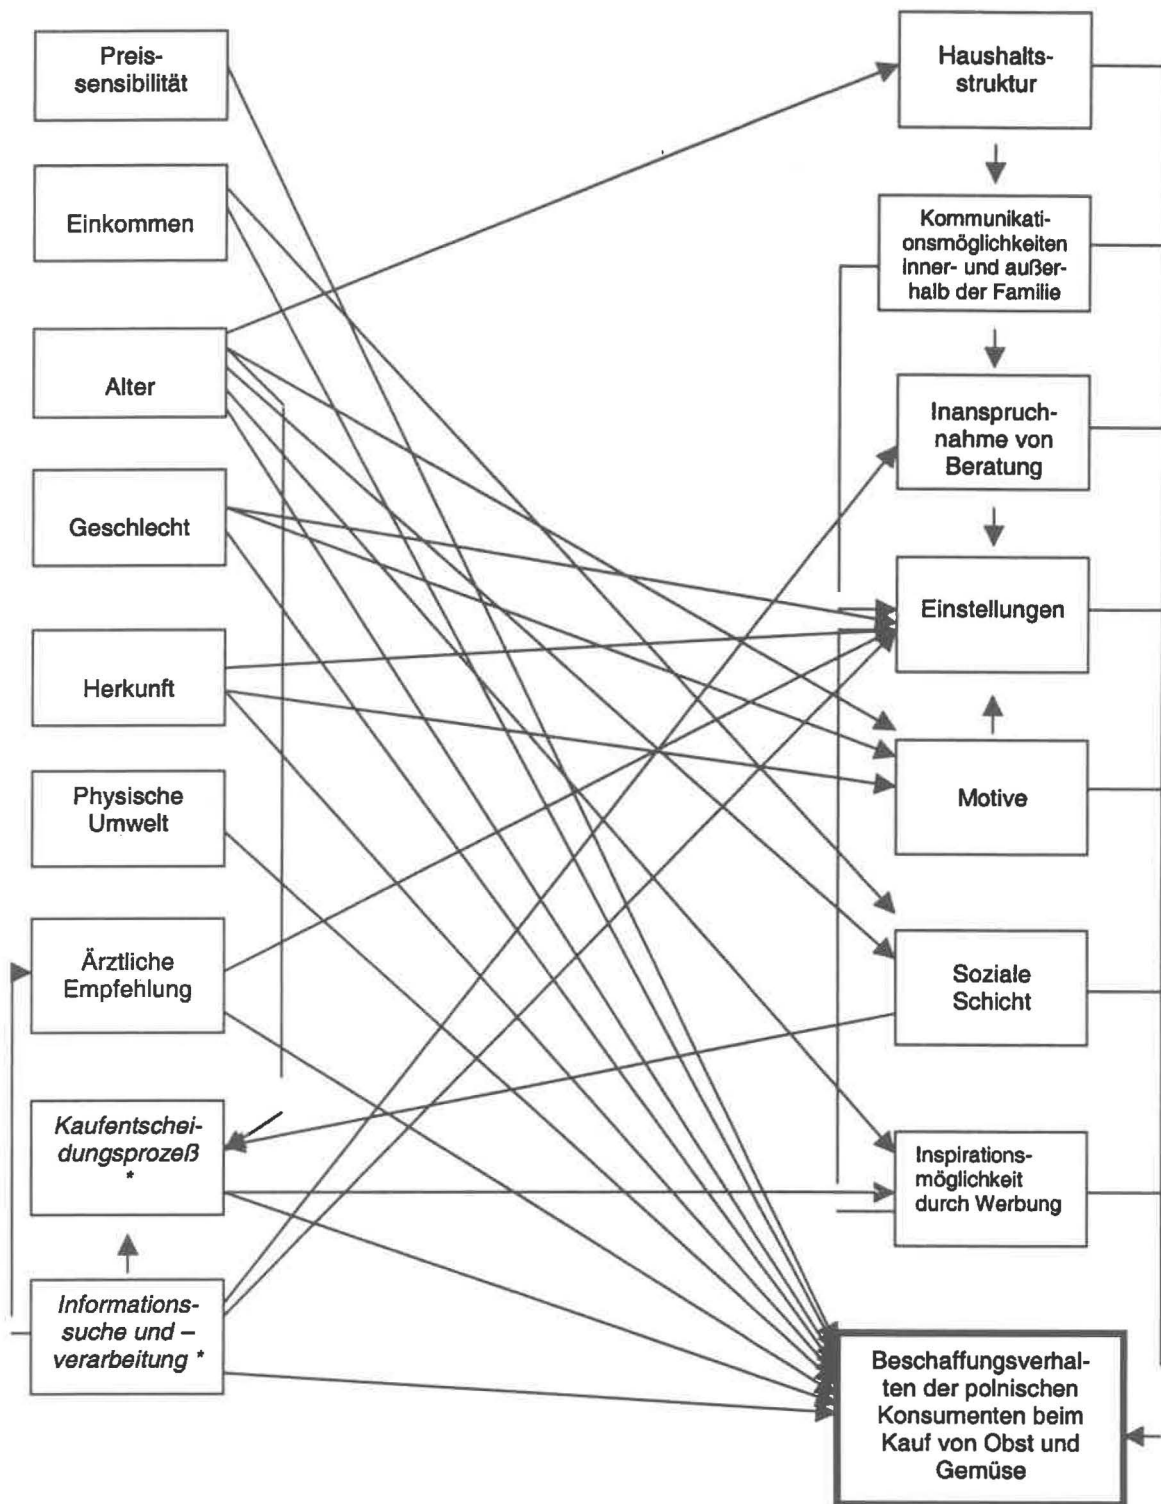 Preis-
sensibilität
Einkommen
Alter
Geschlecht
Herkunft
Physische
Umwelt
Ärztliche
Empfehlung
Kaufentschei-
dungsprozeß
*
Informations-
suche und –
verarbeitung *
Haushalts-
struktur
Kommunikati-
onsmöglichkeiten
inner- und außer-
halb der Familie
Inanspruch-
nahme von
Beratung
Einstellungen
Motive
Soziale
Schicht
Inspirations-
möglichkeit
durch Werbung
Beschaffungsverhal-
ten der polnischen
Konsumenten beim
Kauf von Obst und
Gemüse